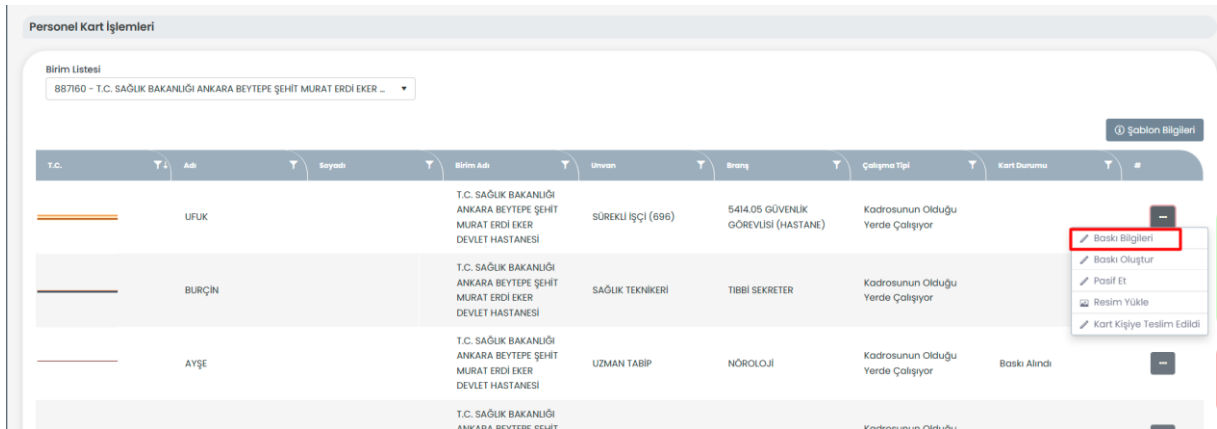 Personel Kart İşlemleri
Birim Listesi
887160 - T.C. SAĞLIK BAKANLIĞI ANKARA BEYTEPE ŞEHİT MURAT ERDİ EKER ...
Şablon Bilgileri
T.C. Adı Soyadı Birim Adı Unvan Branş Çalışma Tipi Kart Durumu #
UFUK
T.C. SAĞLIK BAKANLIĞI
ANKARA BEYTEPE ŞEHİT
MURAT ERDİ EKER
DEVLET HASTANESİ
SÜREKLİ İŞÇİ (696)
5414.05 GÜVENLİK
GÖREVLİSİ (HASTANE)
Kadrosunun Olduğu
Yerde Çalışıyor
Baskı Bilgileri
Baskı Oluştur
Pasif Et
Resim Yükle
Kart Kişiye Teslim Edildi
BURÇİN
T.C. SAĞLIK BAKANLIĞI
ANKARA BEYTEPE ŞEHİT
MURAT ERDİ EKER
DEVLET HASTANESİ
SAĞLIK TEKNİKERİ
TIBBİ SEKRETER
Kadrosunun Olduğu
Yerde Çalışıyor
AYŞE
T.C. SAĞLIK BAKANLIĞI
ANKARA BEYTEPE ŞEHİT
MURAT ERDİ EKER
DEVLET HASTANESİ
UZMAN TABİP
NÖROLOJİ
Kadrosunun Olduğu
Yerde Çalışıyor
Baskı Alındı
T.C. SAĞLIK BAKANLIĞI
ANKARA BEYTEPE ŞEHİT
Kadrosunun Olduğu